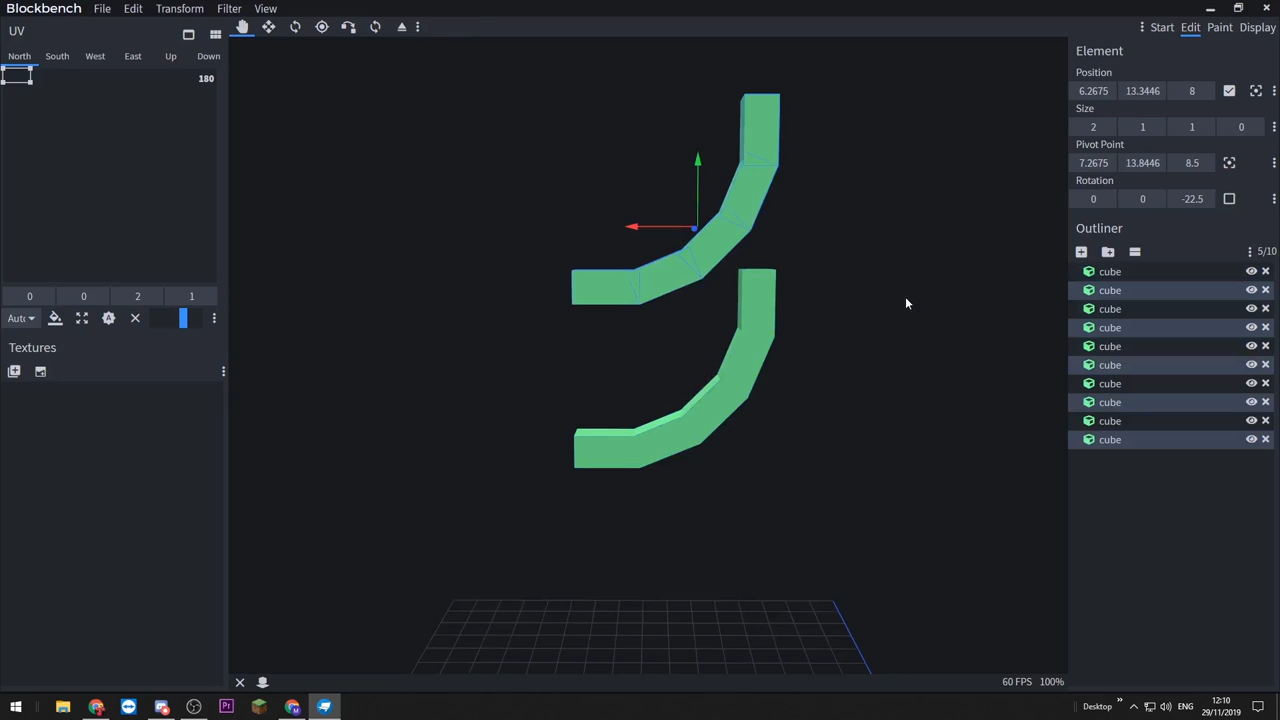 Blockbench File Edit Transform Filter View
UV
North South West East Up Down
180
0 0 2 1
Auto
Textures
Start Edit Paint Display
Element
Position
6.2675 13.3446 8
Size
2 1 1 0
Pivot Point
7.2675 13.8446 8.5
Rotation
0 0 -22.5
Outliner
5/10
cube
cube
cube
cube
cube
cube
cube
cube
cube
cube
60 FPS 100%
Pr
Desktop » ENG 12:10
29/11/2019